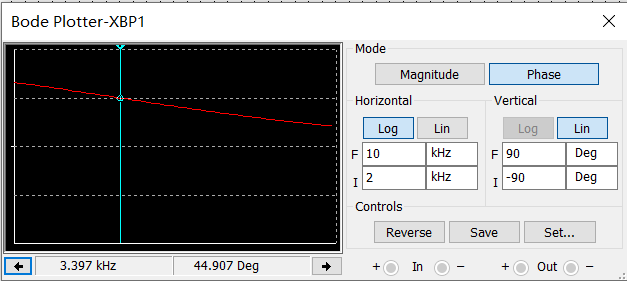 Bode Plotter-XBP1
Mode
Magnitude Phase
Horizontal Vertical
Log Lin Log Lin
F 10 kHz F 90 Deg
I 2 kHz I -90 Deg
Controls
Reverse Save Set...
3.397 kHz 44.907 Deg + In − + Out −